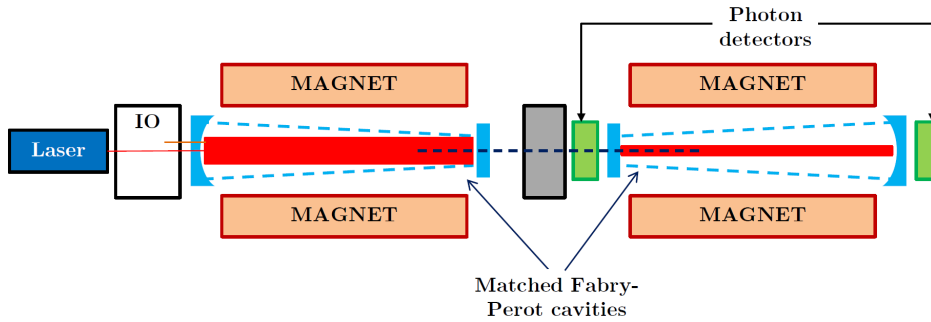 Photon
detectors
MAGNET
MAGNET
IO
Laser
MAGNET
MAGNET
Matched Fabry-
Perot cavities